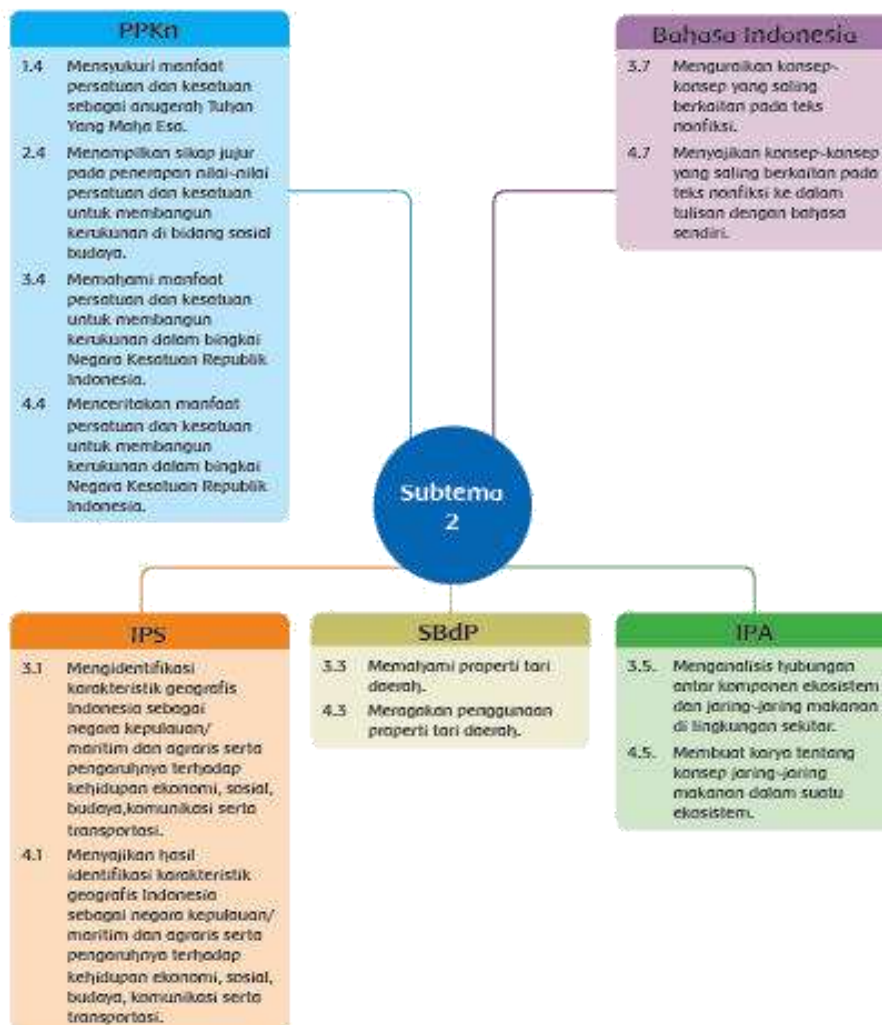 PPKn
1.4 Mensyukuri manfaat
persatuan dan kesatuan
sebagai anugerah Tuhan
Yang Maha Esa.
2.4 Menampilkan sikap jujur
pada penerapan nilai-nilai
persatuan dan kesatuan
untuk membangun
kerukunan di bidang sosial
budaya.
3.4 Memahami manfaat
persatuan dan kesatuan
untuk membangun
kerukunan dalam bingkai
Negara Kesatuan Republik
Indonesia.
4.4 Menceritakan manfaat
persatuan dan kesatuan
untuk membangun
kerukunan dalam bingkai
Negara Kesatuan Republik
Indonesia.
Bahasa Indonesia
3.7 Menguraikan konsep-
konsep yang saling
berkaitan pada teks
nonfiksi.
4.7 Menyajikan konsep-konsep
yang saling berkaitan pada
teks nonfiksi ke dalam
tulisan dengan bahasa
sendiri.
Subtema
2
IPS
3.1 Mengidentifikasi
karakteristik geografis
Indonesia sebagai
negara kepulauan/
maritim dan agraris serta
pengaruhnya terhadap
kehidupan ekonomi, sosial,
budaya,komunikasi serta
transportasi.
4.1 Menyajikan hasil
identifikasi karakteristik
geografis Indonesia
sebagai negara kepulauan/
maritim dan agraris serta
pengaruhnya terhadap
kehidupan ekonomi, sosial,
budaya, komunikasi serta
transportasi.
SBdP
3.3 Memahami properti tari
daerah.
4.3 Meragakan penggunaan
properti tari daerah.
IPA
3.5. Menganalisis hubungan
antar komponen ekosistem
dan jaring-jaring makanan
di lingkungan sekitar.
4.5. Membuat karya tentang
konsep jaring-jaring
makanan dalam suatu
ekosistem.